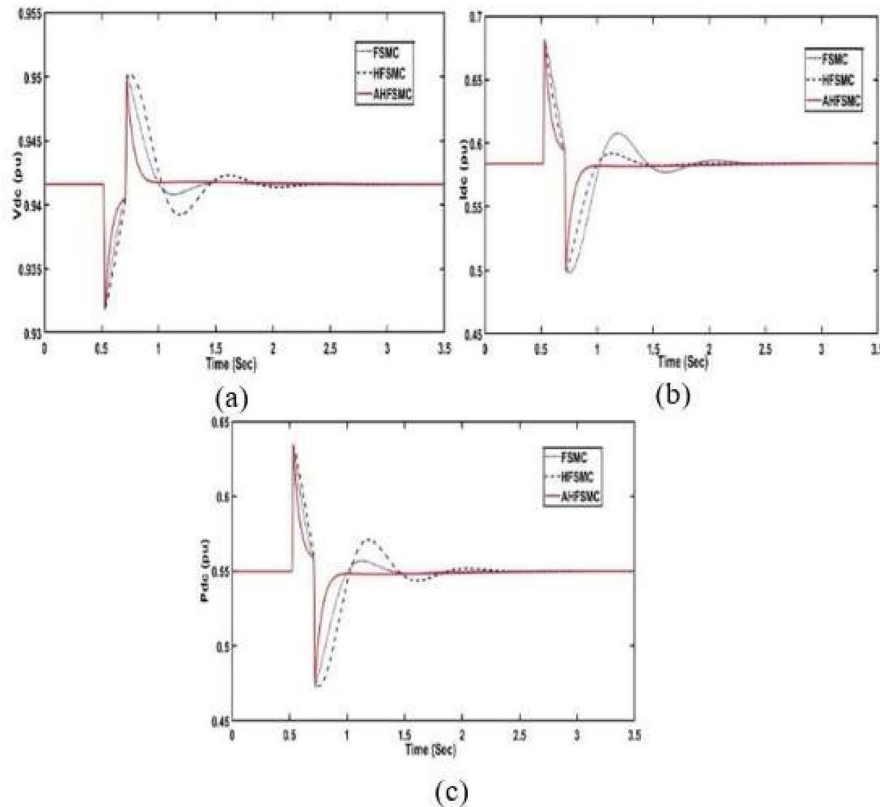 0.955
0.95
0.945
0.94
0.935
0.93
Vdc (pu)
FSMC
HFSMC
AHFSMC
0 0.5 1 1.5 2 2.5 3 3.5
Time (Sec)
(a)
0.7
0.65
0.6
0.55
0.5
0.45
Idc (pu)
FSMC
HFSMC
AHFSMC
0 0.5 1 1.5 2 2.5 3 3.5
Time (Sec)
(b)
0.65
0.6
0.55
0.5
0.45
Pdc (pu)
FSMC
HFSMC
AHFSMC
0 0.5 1 1.5 2 2.5 3 3.5
Time (Sec)
(c)